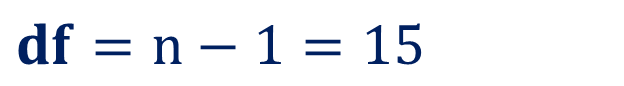 df = n − 1 = 15